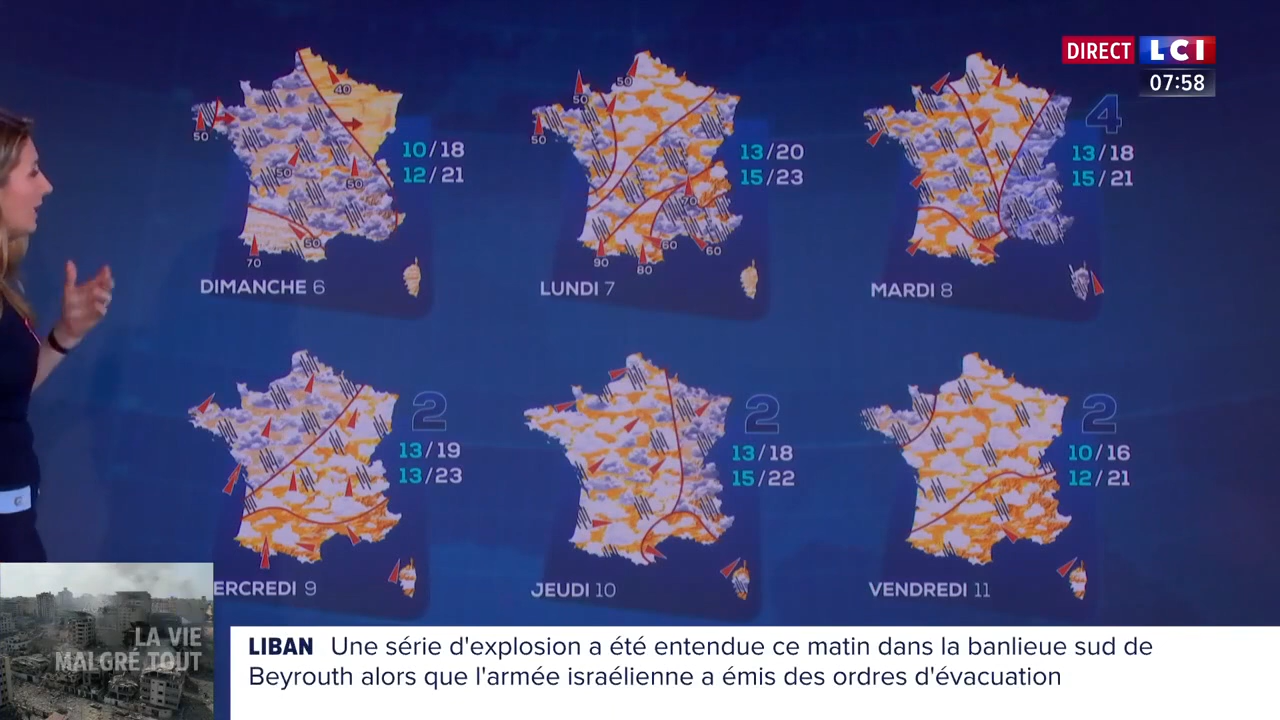 DIRECT LCI
07:58
40
50
50
50
50
70
10/18
12/21
DIMANCHE 6
50
50
50
70
60
60
90
80
13/20
15/23
LUNDI 7
4
13/18
15/21
MARDI 8
2
13/19
13/23
ERCREDI 9
2
13/18
15/22
JEUDI 10
2
10/16
12/21
VENDREDI 11
LA VIE
MALGRÉ TOUT
LIBAN Une série d'explosion a été entendue ce matin dans la banlieue sud de
Beyrouth alors que l'armée israélienne a émis des ordres d'évacuation